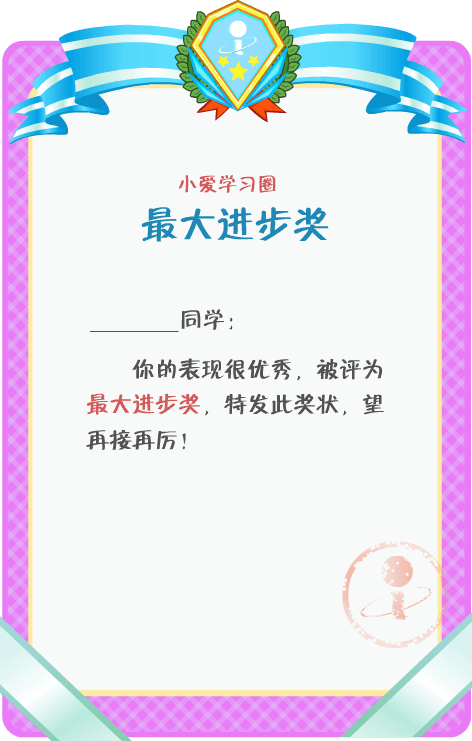 小爱学习圈
最大进步奖
________同学：
你的表现很优秀，被评为
最大进步奖，特发此奖状，望
再接再厉！